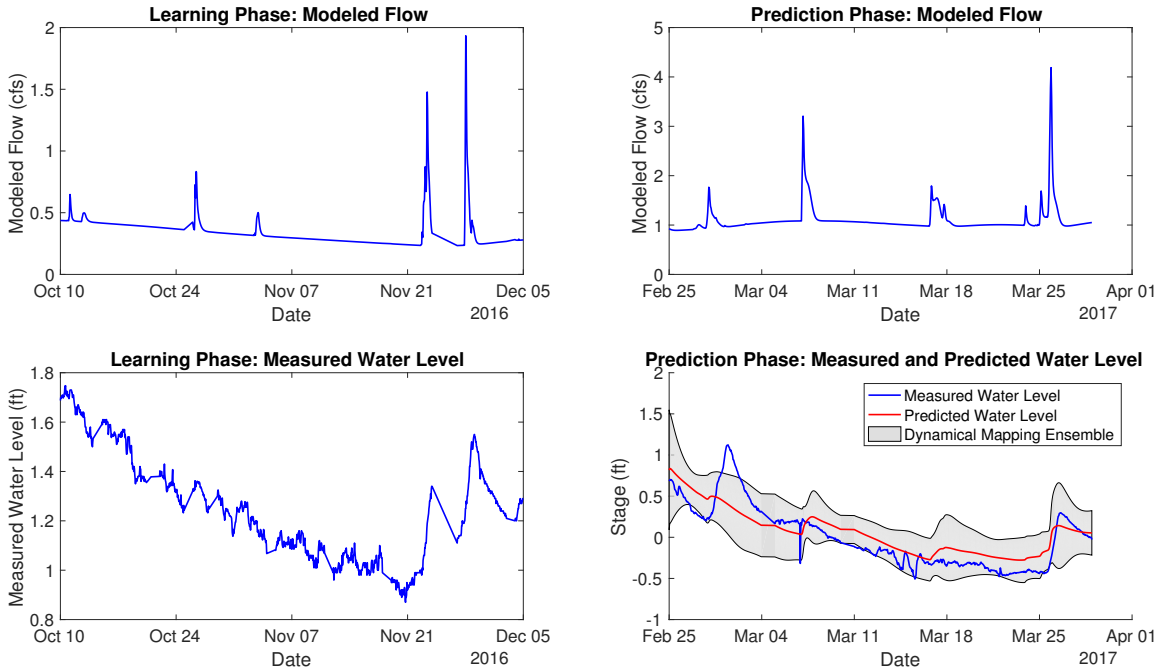 Learning Phase: Modeled Flow
Modeled Flow (cfs)
2
1.5
1
0.5
0
Oct 10 Oct 24 Nov 07 Nov 21 Dec 05
Date 2016
Prediction Phase: Modeled Flow
Modeled Flow (cfs)
5
4
3
2
1
0
Feb 25 Mar 04 Mar 11 Mar 18 Mar 25 Apr 01
Date 2017
Learning Phase: Measured Water Level
Measured Water Level (ft)
1.8
1.6
1.4
1.2
1
0.8
Oct 10 Oct 24 Nov 07 Nov 21 Dec 05
Date 2016
Prediction Phase: Measured and Predicted Water Level
Stage (ft)
2
1.5
1
0.5
0
-0.5
-1
Measured Water Level
Predicted Water Level
Dynamical Mapping Ensemble
Feb 25 Mar 04 Mar 11 Mar 18 Mar 25 Apr 01
Date 2017